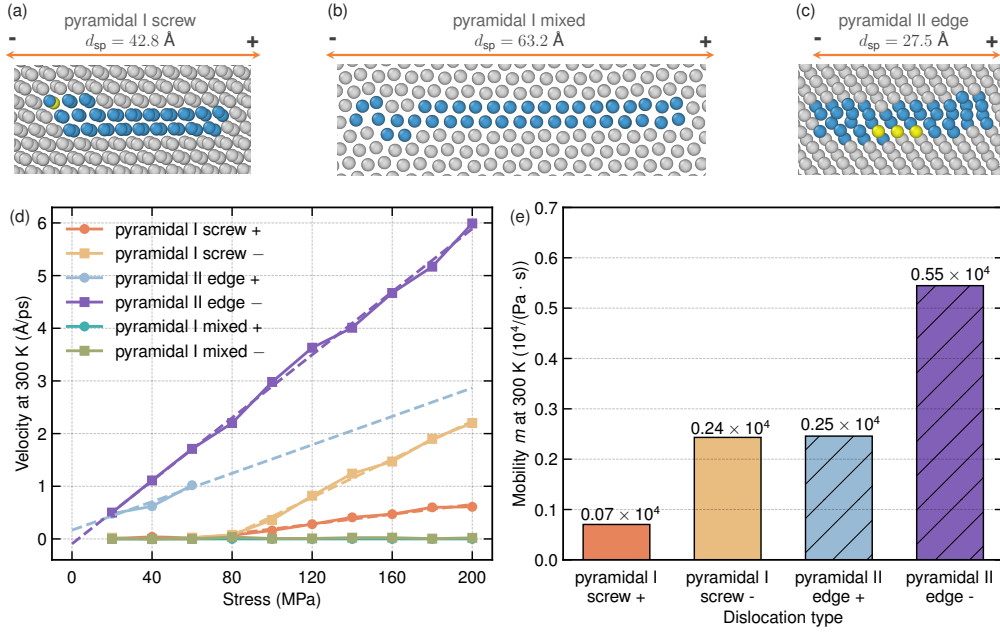 (a)
pyramidal I screw
- d_sp = 42.8 Å +
(b)
pyramidal I mixed
- d_sp = 63.2 Å +
(c)
pyramidal II edge
- d_sp = 27.5 Å +
(d)
Velocity at 300 K (Å/ps)
6
5
4
3
2
1
0
pyramidal I screw +
pyramidal I screw −
pyramidal II edge +
pyramidal II edge −
pyramidal I mixed +
pyramidal I mixed −
0 40 80 120 160 200
Stress (MPa)
(e)
Mobility m at 300 K (10⁴/(Pa · s))
0.7
0.6
0.5
0.4
0.3
0.2
0.1
0.0
0.07 × 10⁴
0.24 × 10⁴
0.25 × 10⁴
0.55 × 10⁴
pyramidal I
screw +
pyramidal I
screw -
pyramidal II
edge +
pyramidal II
edge -
Dislocation type